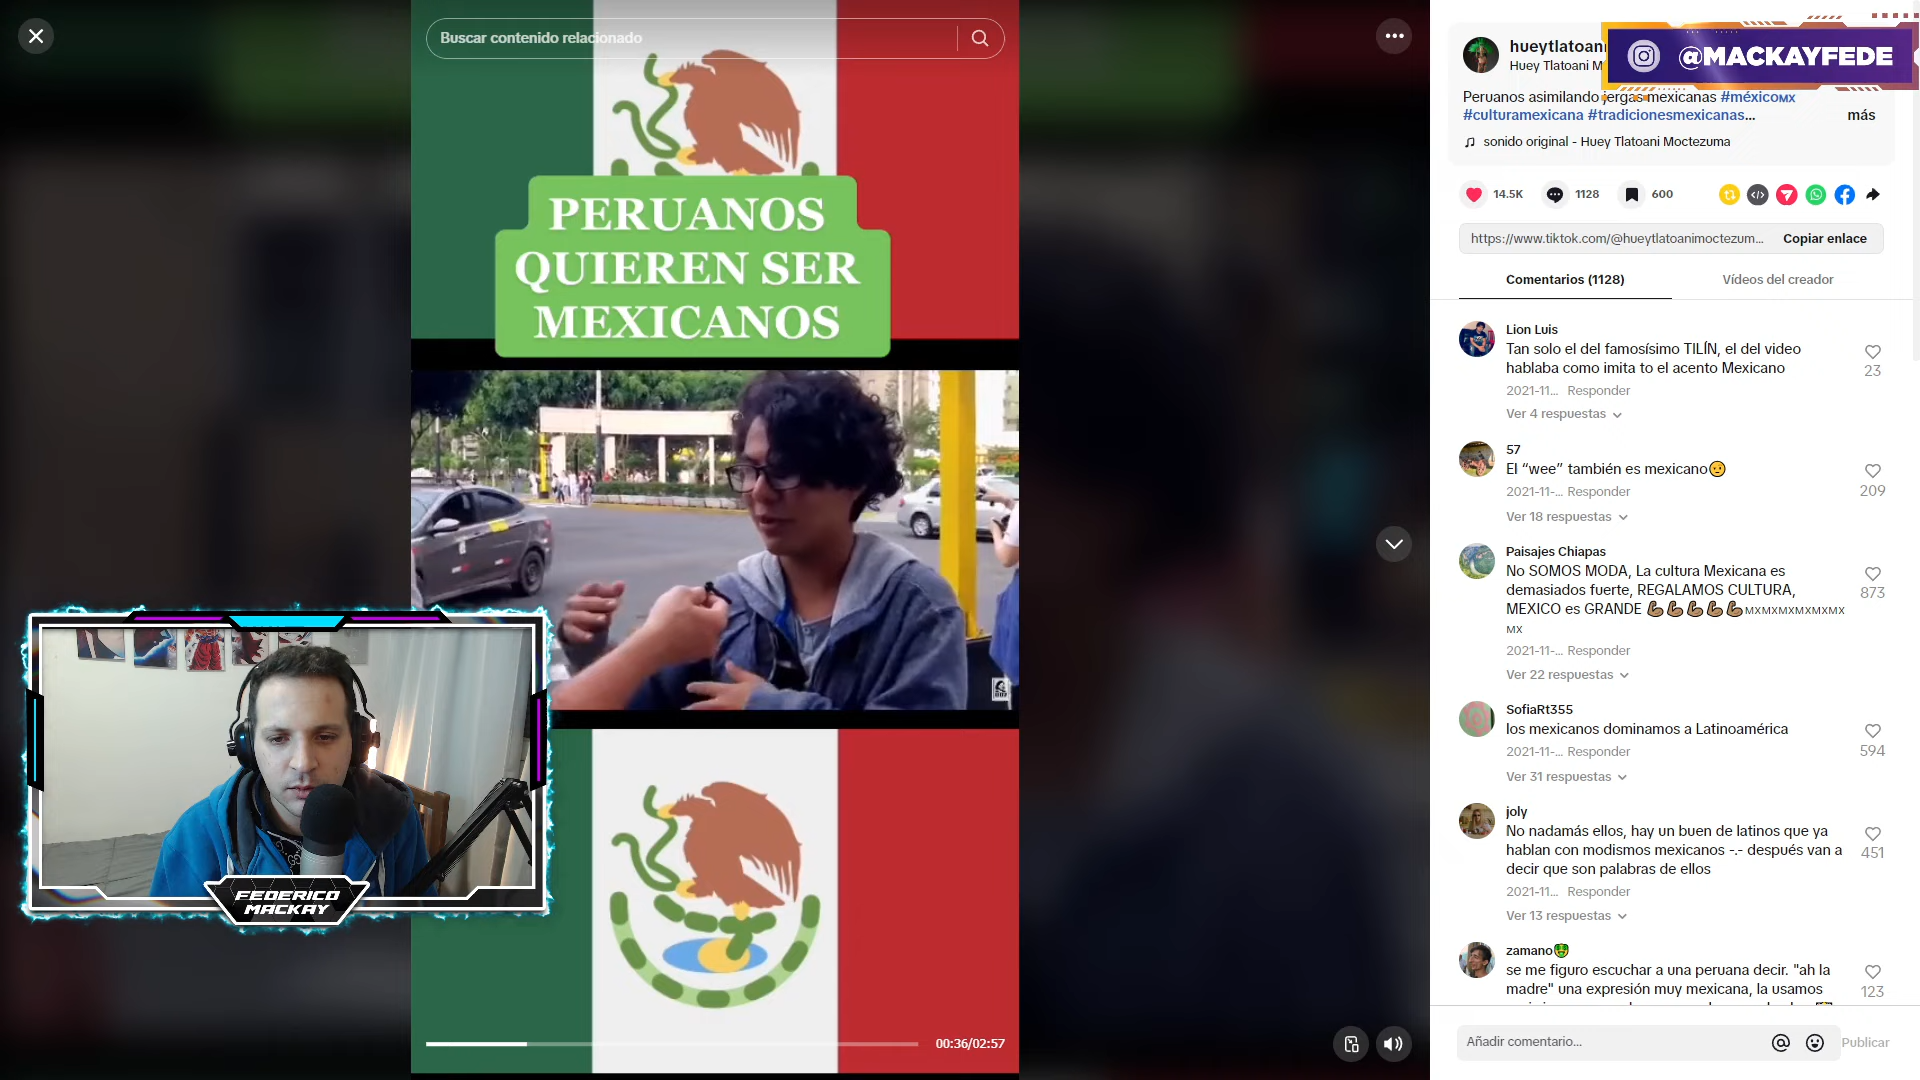 Buscar contenido relacionado
PERUANOS
QUIEREN SER
MEXICANOS
00:36/02:57
FEDERICO
MACKAY
@MACKAYFEDE
hueytlatoani
Huey Tlatoani M
Peruanos asimilando jergas mexicanas #méxicoMX
#culturamexicana #tradicionesmexicanas...
más
sonido original - Huey Tlatoani Moctezuma
14.5K
1128
600
https://www.tiktok.com/@hueytlatoanimoctezum...
Copiar enlace
Comentarios (1128)
Vídeos del creador
Lion Luis
Tan solo el del famosísimo TILÍN, el del video
hablaba como imita to el acento Mexicano
23
2021-11... Responder
Ver 4 respuestas
57
El “wee” también es mexicano
209
2021-11-... Responder
Ver 18 respuestas
Paisajes Chiapas
No SOMOS MODA, La cultura Mexicana es
demasiados fuerte, REGALAMOS CULTURA,
MEXICO es GRANDE 💪🏽💪🏽💪🏽💪🏽💪🏽MXMXMXMXMXMX
MX
873
2021-11-... Responder
Ver 22 respuestas
SofiaRt355
los mexicanos dominamos a Latinoamérica
594
2021-11-... Responder
Ver 31 respuestas
joly
No nadamás ellos, hay un buen de latinos que ya
hablan con modismos mexicanos -.- después van a
decir que son palabras de ellos
451
2021-11... Responder
Ver 13 respuestas
zamano🤑
se me figuro escuchar a una peruana decir. "ah la
madre" una expresión muy mexicana, la usamos
123
Añadir comentario...
Publicar